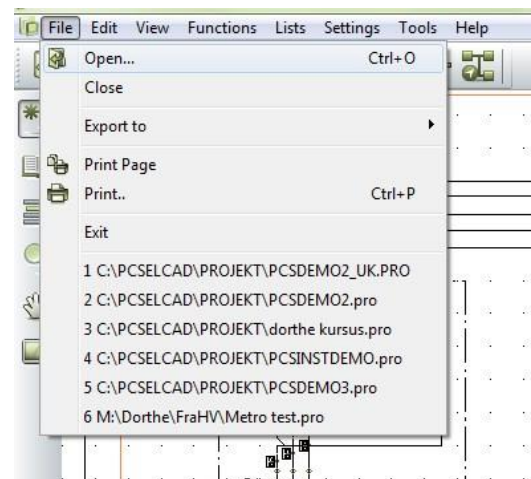 File Edit View Functions Lists Settings Tools Help
Open... Ctrl+O
Close
Export to
Print Page
Print.. Ctrl+P
Exit
1 C:\PCSELCAD\PROJEKT\PCSDEMO2_UK.PRO
2 C:\PCSELCAD\PROJEKT\PCSDEMO2.pro
3 C:\PCSELCAD\PROJEKT\dorthe kursus.pro
4 C:\PCSELCAD\PROJEKT\PCSINSTDEMO.pro
5 C:\PCSELCAD\PROJEKT\PCSDEMO3.pro
6 M:\Dorthe\FraHV\Metro test.pro